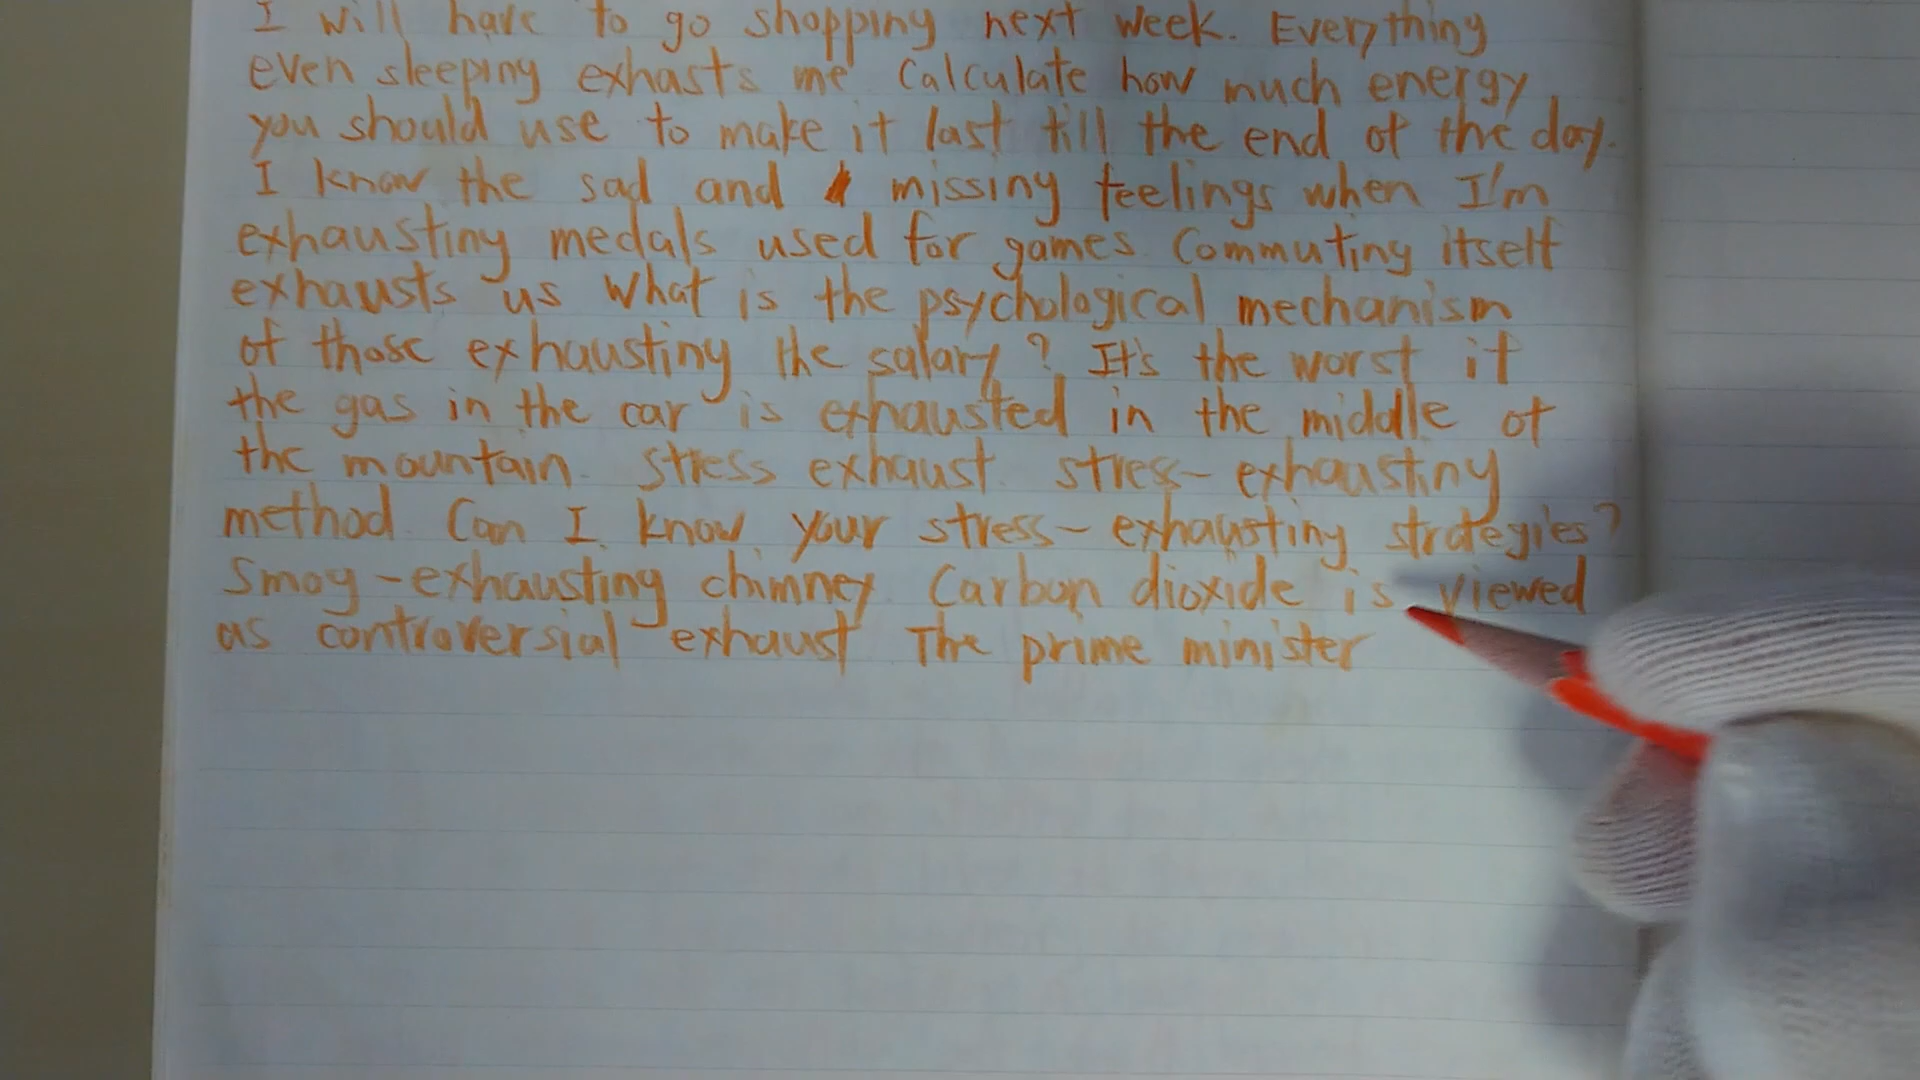 I will have to go shopping next week. Everything
even sleeping exhasts me Calculate how much energy
you should use to make it last till the end of the day.
I know the sad and missing feelings when I'm
exhausting medals used for games Commuting itself
exhausts us What is the psychological mechanism
of those exhausting the salary? It's the worst if
the gas in the car is exhausted in the middle of
the mountain. Stress exhaust. Stress-exhausting
method. Can I know your stress-exhausting strategies?
Smog-exhausting chimney Carbon dioxide is viewed
as controversial exhaust The prime minister